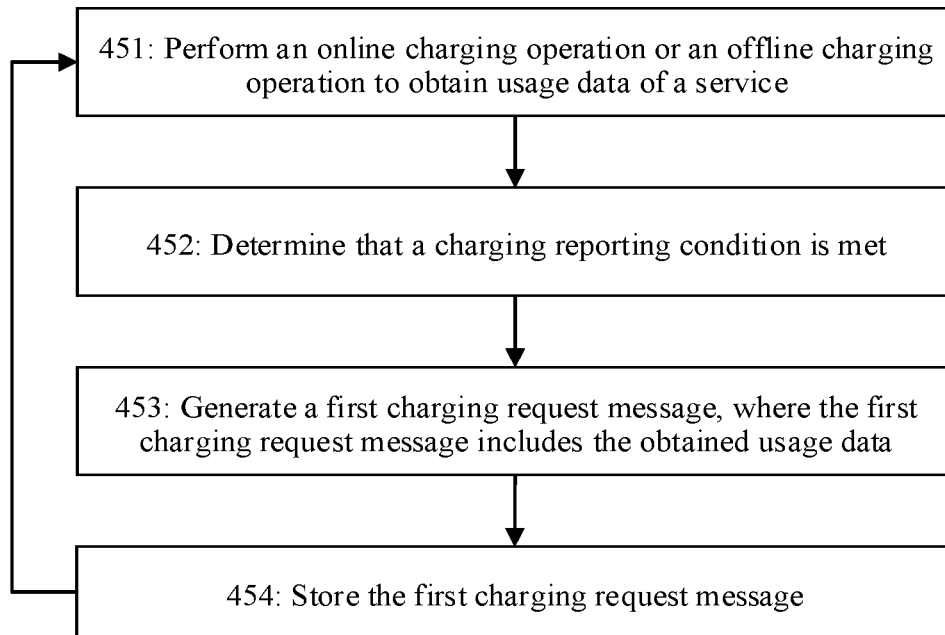 451: Perform an online charging operation or an offline charging
operation to obtain usage data of a service
452: Determine that a charging reporting condition is met
453: Generate a first charging request message, where the first
charging request message includes the obtained usage data
454: Store the first charging request message